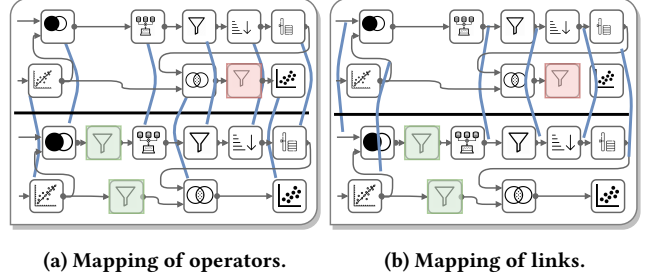 (a) Mapping of operators.
(b) Mapping of links.